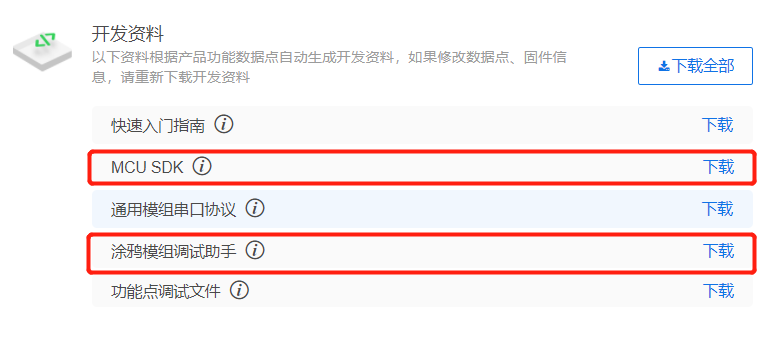 开发资料
以下资料根据产品功能数据点自动生成开发资料，如果修改数据点、固件信
息，请重新下载开发资料
下载全部
快速入门指南 下载
MCU SDK 下载
通用模组串口协议 下载
涂鸦模组调试助手 下载
功能点调试文件 下载